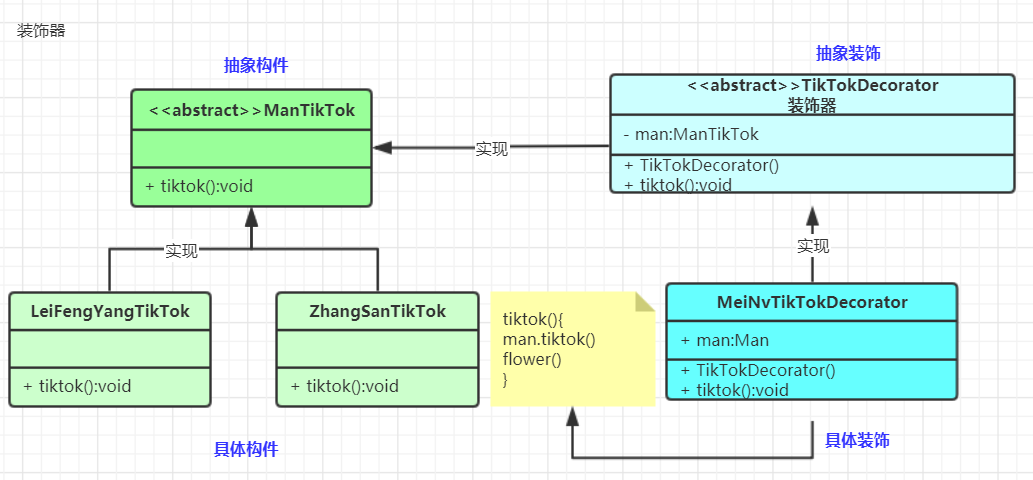 装饰器
抽象构件
抽象装饰
<<abstract>>ManTikTok
+ tiktok():void
<<abstract>>TikTokDecorator
装饰器
- man:ManTikTok
+ TikTokDecorator()
+ tiktok():void
实现
实现
实现
LeiFengYangTikTok
+ tiktok():void
ZhangSanTikTok
+ tiktok():void
tiktok(){
man.tiktok()
flower()
}
MeiNvTikTokDecorator
+ man:Man
+ TikTokDecorator()
+ tiktok():void
具体构件
具体装饰